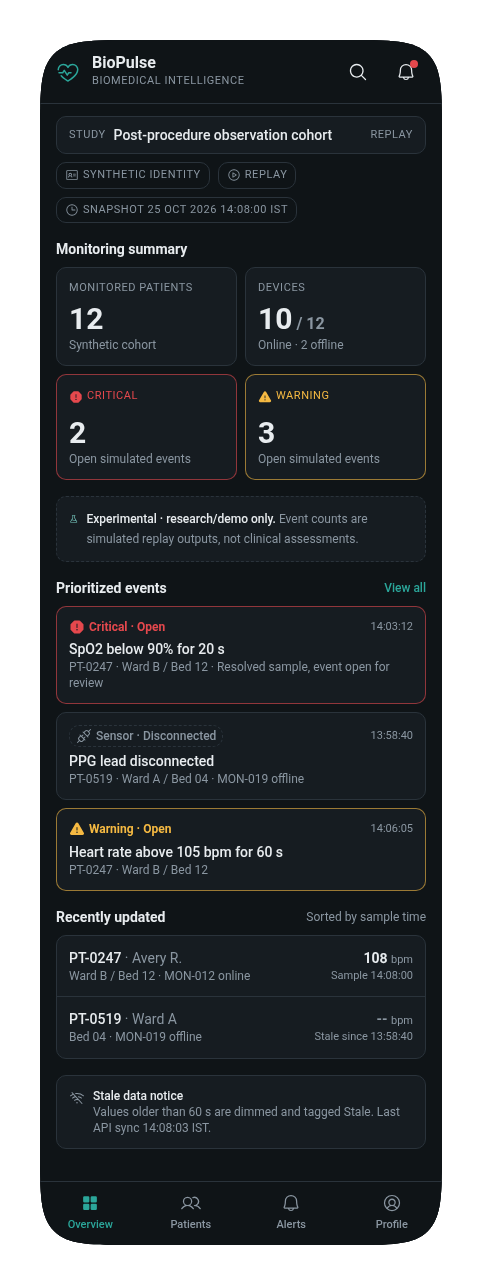 BioPulse
BIOMEDICAL INTELLIGENCE
STUDY Post-procedure observation cohort REPLAY
SYNTHETIC IDENTITY REPLAY
SNAPSHOT 25 OCT 2026 14:08:00 IST
Monitoring summary
MONITORED PATIENTS
12
Synthetic cohort
DEVICES
10 / 12
Online · 2 offline
CRITICAL
2
Open simulated events
WARNING
3
Open simulated events
Experimental · research/demo only. Event counts are
simulated replay outputs, not clinical assessments.
Prioritized events View all
Critical · Open 14:03:12
SpO2 below 90% for 20 s
PT-0247 · Ward B / Bed 12 · Resolved sample, event open for
review
Sensor · Disconnected 13:58:40
PPG lead disconnected
PT-0519 · Ward A / Bed 04 · MON-019 offline
Warning · Open 14:06:05
Heart rate above 105 bpm for 60 s
PT-0247 · Ward B / Bed 12
Recently updated Sorted by sample time
PT-0247 · Avery R. 108 bpm
Ward B / Bed 12 · MON-012 online Sample 14:08:00
PT-0519 · Ward A -- bpm
Bed 04 · MON-019 offline Stale since 13:58:40
Stale data notice
Values older than 60 s are dimmed and tagged Stale. Last
API sync 14:08:03 IST.
Overview Patients Alerts Profile